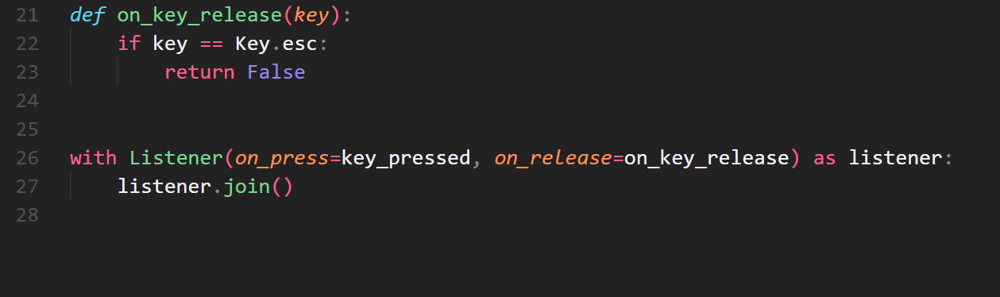 21 def on_key_release(key):
22     if key == Key.esc:
23         return False
24
25
26 with Listener(on_press=key_pressed, on_release=on_key_release) as listener:
27     listener.join()
28